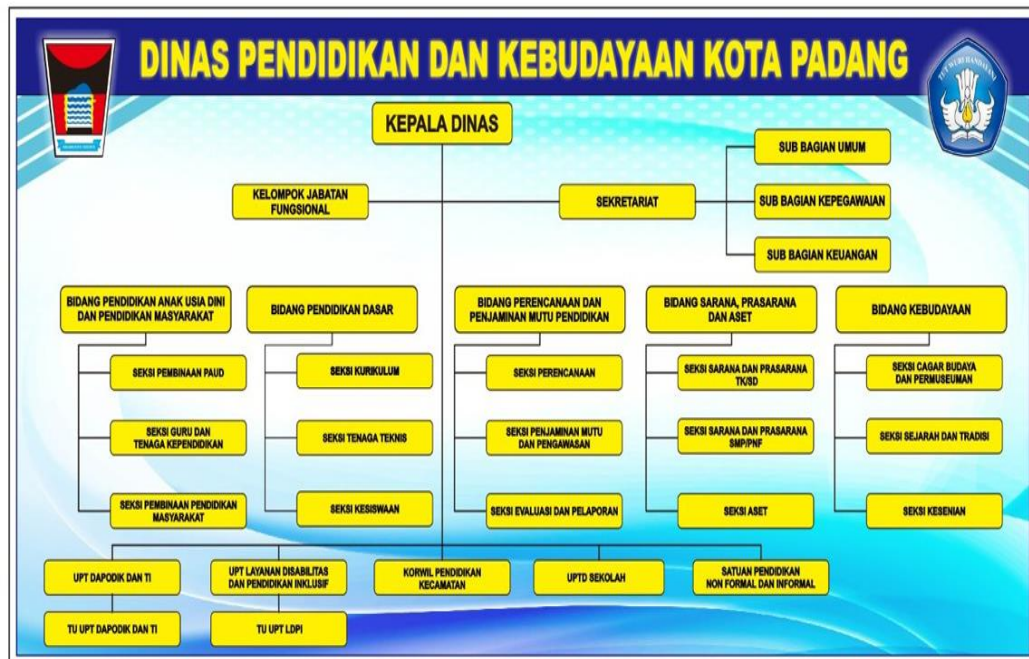 DINAS PENDIDIKAN DAN KEBUDAYAAN KOTA PADANG
TUT WURI HANDAYANI
KEPALA DINAS
SUB BAGIAN UMUM
KELOMPOK JABATAN
FUNGSIONAL
SEKRETARIAT
SUB BAGIAN KEPEGAWAIAN
SUB BAGIAN KEUANGAN
BIDANG PENDIDIKAN ANAK USIA DINI
DAN PENDIDIKAN MASYARAKAT
BIDANG PENDIDIKAN DASAR
BIDANG PERENCANAAN DAN
PENJAMINAN MUTU PENDIDIKAN
BIDANG SARANA, PRASARANA
DAN ASET
BIDANG KEBUDAYAAN
SEKSI PEMBINAAN PAUD
SEKSI KURIKULUM
SEKSI PERENCANAAN
SEKSI SARANA DAN PRASARANA
TK/SD
SEKSI CAGAR BUDAYA
DAN PERMUSEUMAN
SEKSI GURU DAN
TENAGA KEPENDIDIKAN
SEKSI TENAGA TEKNIS
SEKSI PENJAMINAN MUTU
DAN PENGAWASAN
SEKSI SARANA DAN PRASARANA
SMP/PNF
SEKSI SEJARAH DAN TRADISI
SEKSI PEMBINAAN PENDIDIKAN
MASYARAKAT
SEKSI KESISWAAN
SEKSI EVALUASI DAN PELAPORAN
SEKSI ASET
SEKSI KESENIAN
UPT DAPODIK DAN TI
UPT LAYANAN DISABILITAS
DAN PENDIDIKAN INKLUSIF
KORWIL PENDIDIKAN
KECAMATAN
UPTD SEKOLAH
SATUAN PENDIDIKAN
NON FORMAL DAN INFORMAL
TU UPT DAPODIK DAN TI
TU UPT LDPI